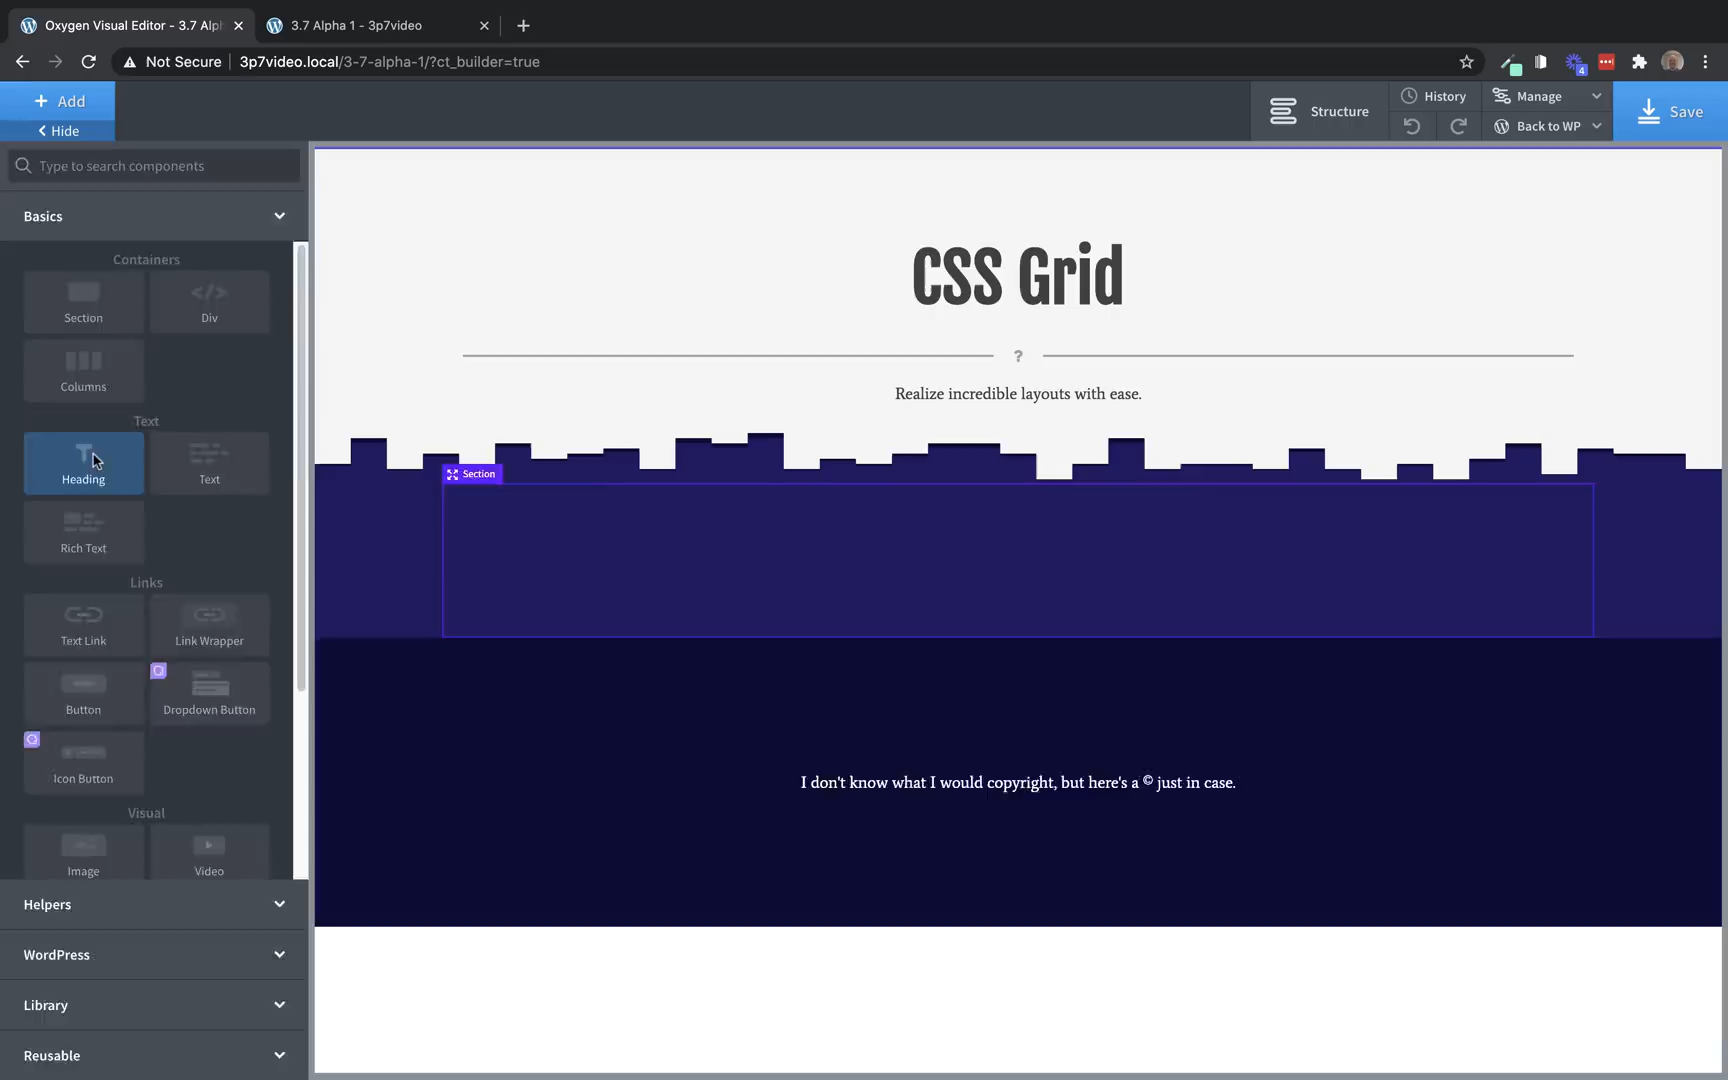 Oxygen Visual Editor - 3.7 Alph
3.7 Alpha 1 - 3p7video
Not Secure
3p7video.local/3-7-alpha-1/?ct_builder=true
4
Add
Hide
Structure
History
Manage
Back to WP
Save
Type to search components
Basics
Containers
Section
Div
Columns
Text
Heading
Text
Rich Text
Links
Text Link
Link Wrapper
Button
Dropdown Button
Icon Button
Visual
Image
Video
Helpers
WordPress
Library
Reusable
CSS Grid
?
Realize incredible layouts with ease.
Section
I don't know what I would copyright, but here's a © just in case.